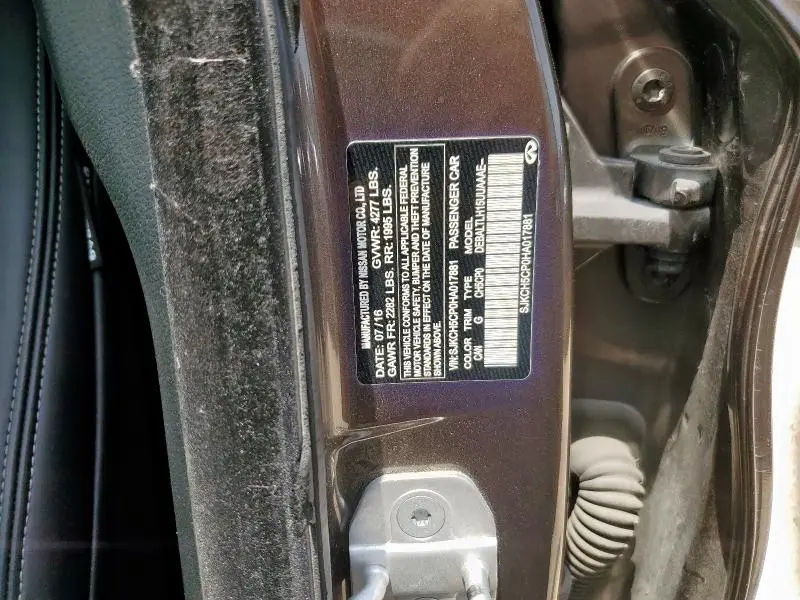 MANUFACTURED BY NISSAN MOTOR CO., LTD
DATE: 07/16 GVWR: 4277 LBS.
GAWR FR: 2282 LBS. RR: 1995 LBS.
THIS VEHICLE CONFORMS TO ALL APPLICABLE FEDERAL
MOTOR VEHICLE SAFETY, BUMPER AND THEFT PREVENTION
STANDARDS IN EFFECT ON THE DATE OF MANUFACTURE
SHOWN ABOVE.
VIN:SJKCH5CP0HA017881 PASSENGER CAR
COLOR TRIM TYPE MODEL
CNN G CH5CP0 DEBALTLH15UUAAAE--
SJKCH5CP0HA017881